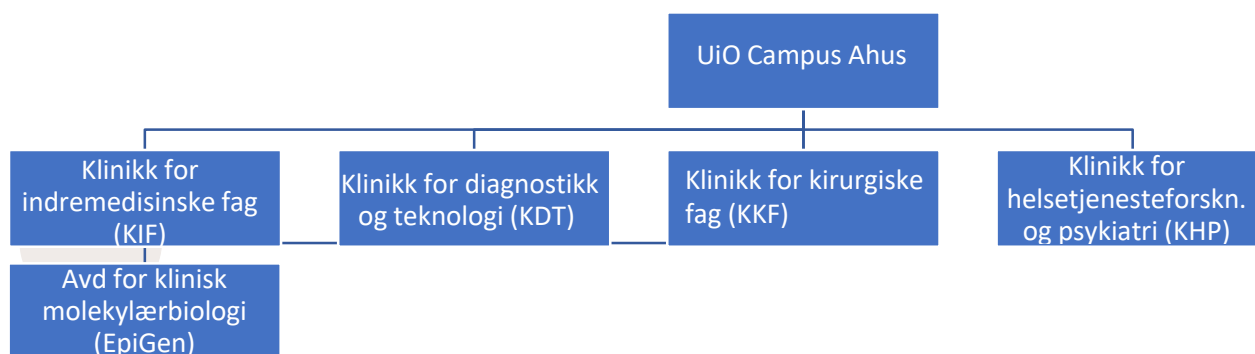 UiO Campus Ahus
Klinikk for
indremedisinske fag
(KIF)
Klinikk for diagnostikk
og teknologi (KDT)
Klinikk for kirurgiske
fag (KKF)
Klinikk for
helsetjenesteforskn.
og psykiatri (KHP)
Avd for klinisk
molekylærbiologi
(EpiGen)